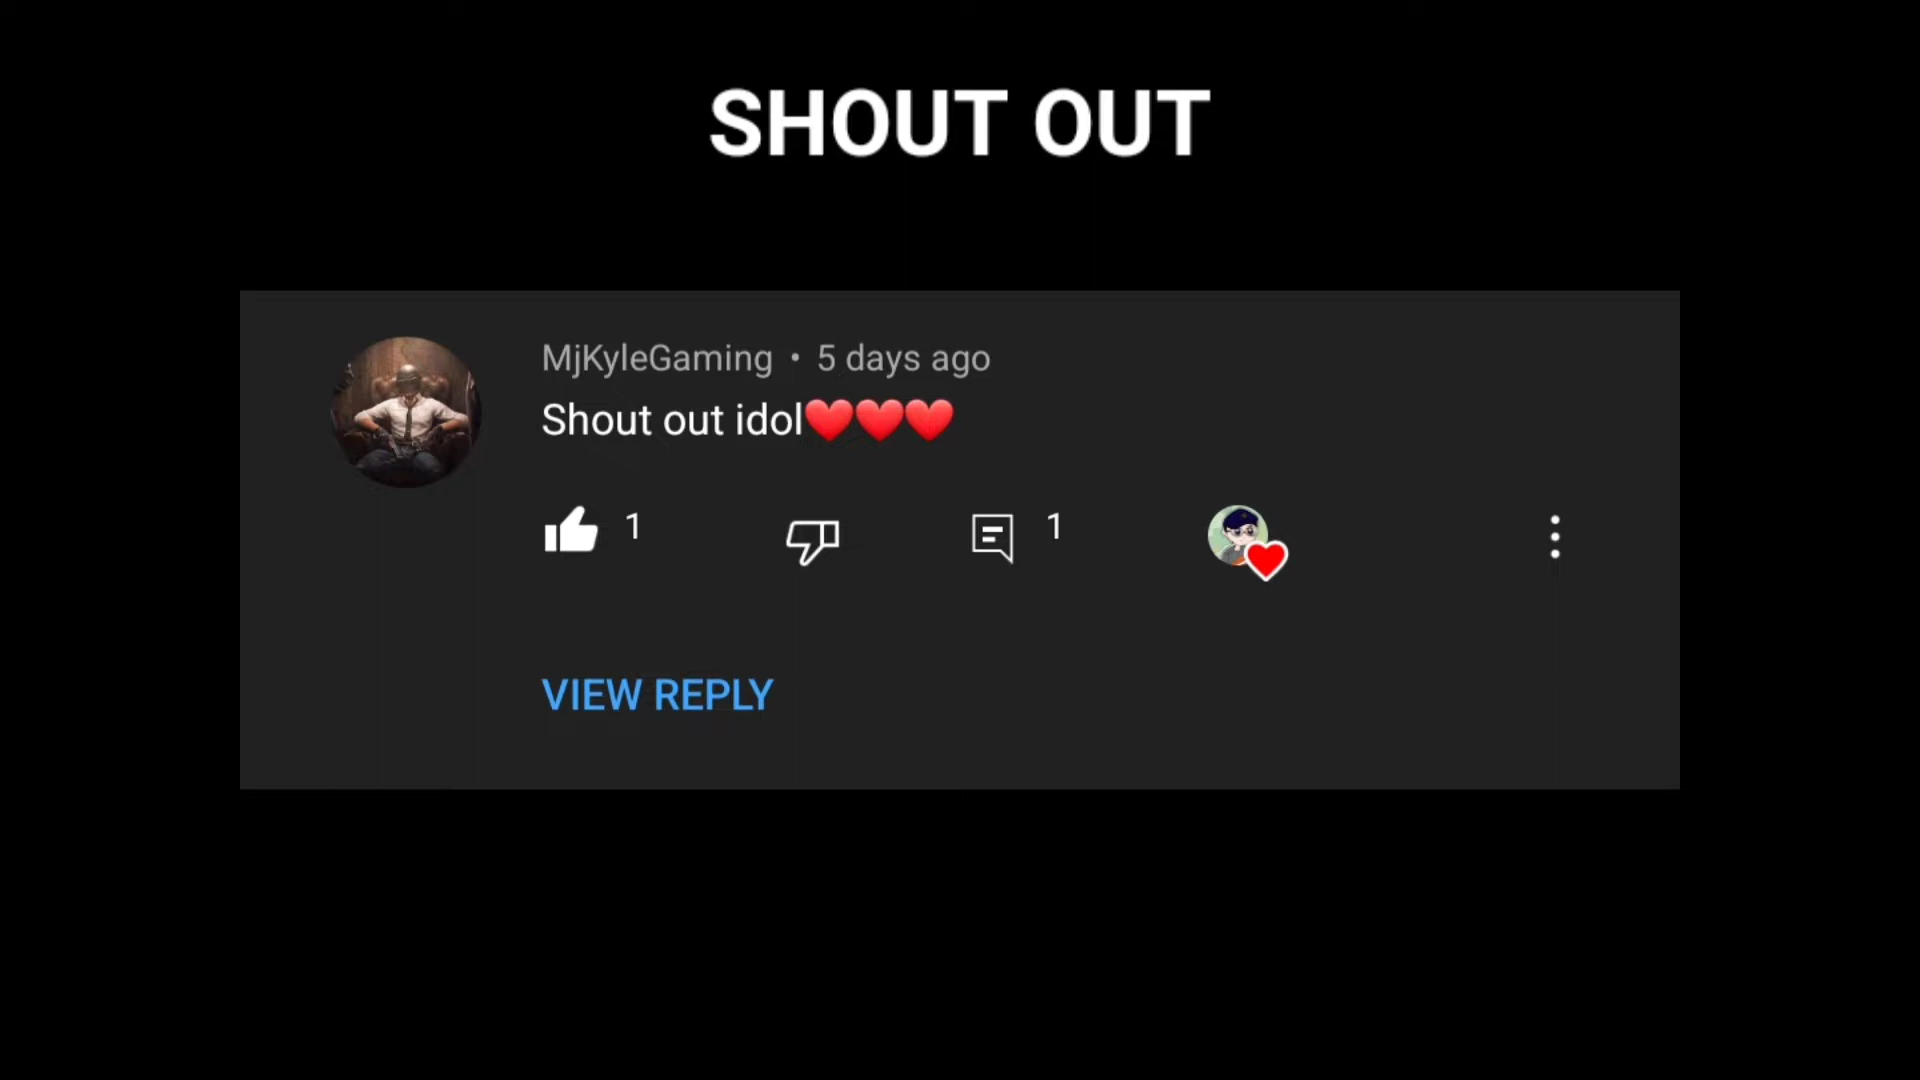 SHOUT OUT
MjKyleGaming • 5 days ago
Shout out idol❤️❤️❤️
1 1
VIEW REPLY